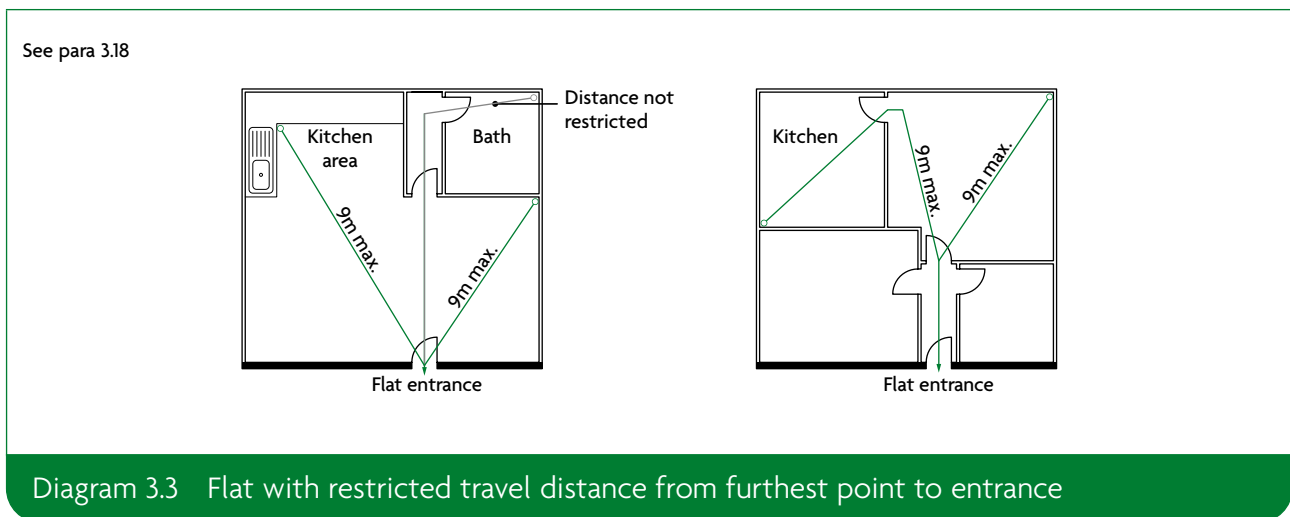 See para 3.18
Distance not
restricted
Kitchen
area
Bath
9m max.
9m max.
Flat entrance
Kitchen
9m max.
9m max.
Flat entrance
Diagram 3.3 Flat with restricted travel distance from furthest point to entrance